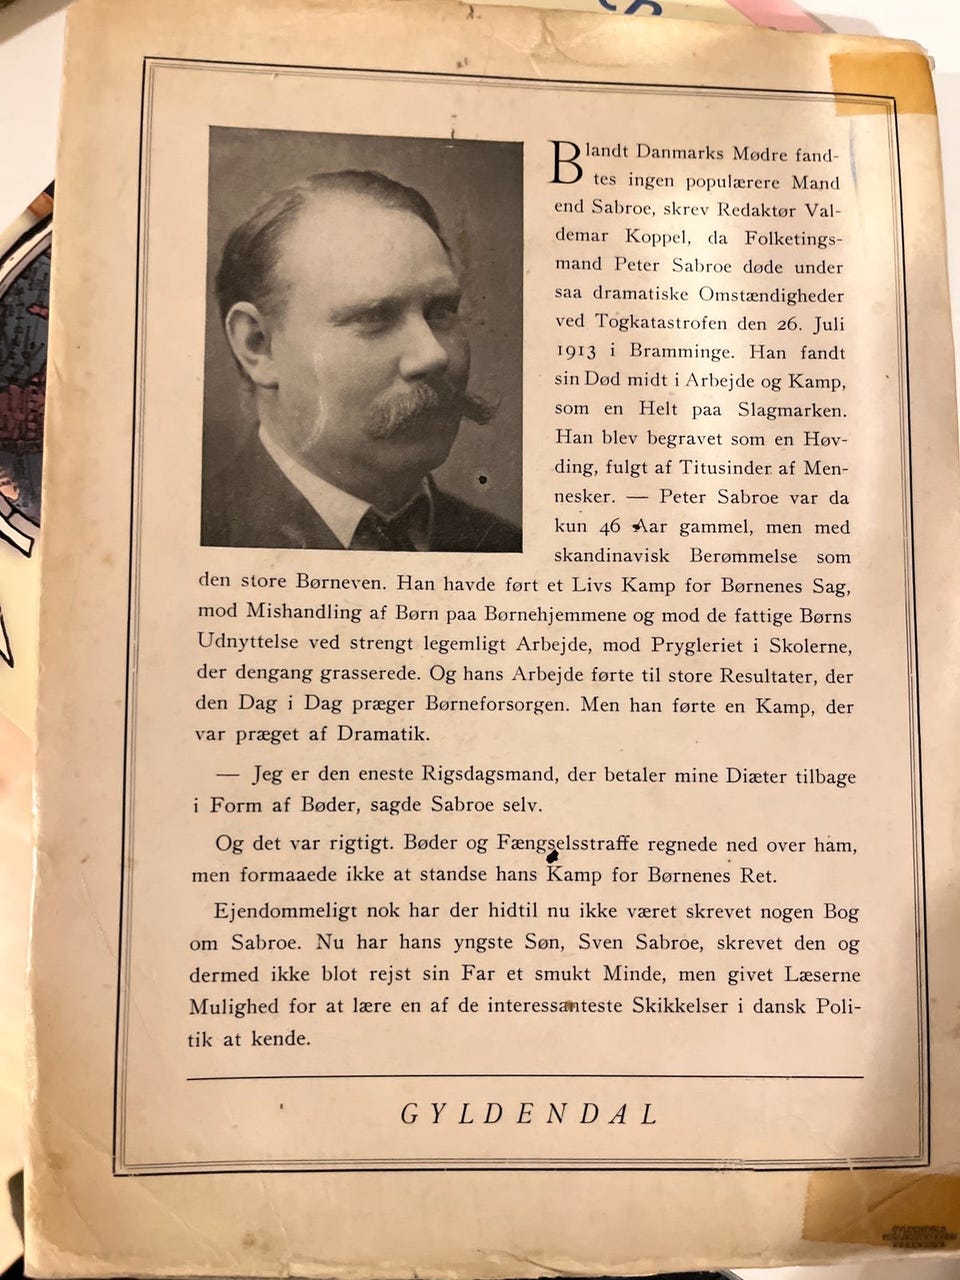 Blandt Danmarks Mødre fand-
tes ingen populærere Mand
end Sabroe, skrev Redaktør Val-
demar Koppel, da Folketings-
mand Peter Sabroe døde under
saa dramatiske Omstændigheder
ved Togkatastrofen den 26. Juli
1913 i Bramminge. Han fandt
sin Død midt i Arbejde og Kamp,
som en Helt paa Slagmarken.
Han blev begravet som en Høv-
ding, fulgt af Titusinder af Men-
nesker. — Peter Sabroe var da
kun 46 Aar gammel, men med
skandinavisk Berømmelse som
den store Børneven. Han havde ført et Livs Kamp for Børnenes Sag,
mod Mishandling af Børn paa Børnehjemmene og mod de fattige Børns
Udnyttelse ved strengt legemligt Arbejde, mod Prygleriet i Skolerne,
der dengang grasserede. Og hans Arbejde førte til store Resultater, der
den Dag i Dag præger Børneforsorgen. Men han førte en Kamp, der
var præget af Dramatik.
— Jeg er den eneste Rigsdagsmand, der betaler mine Diæter tilbage
i Form af Bøder, sagde Sabroe selv.
Og det var rigtigt. Bøder og Fængselsstraffe regnede ned over ham,
men formaaede ikke at standse hans Kamp for Børnenes Ret.
Ejendommeligt nok har der hidtil nu ikke været skrevet nogen Bog
om Sabroe. Nu har hans yngste Søn, Sven Sabroe, skrevet den og
dermed ikke blot rejst sin Far et smukt Minde, men givet Læserne
Mulighed for at lære en af de interessanteste Skikkelser i dansk Poli-
tik at kende.
GYLDENDAL